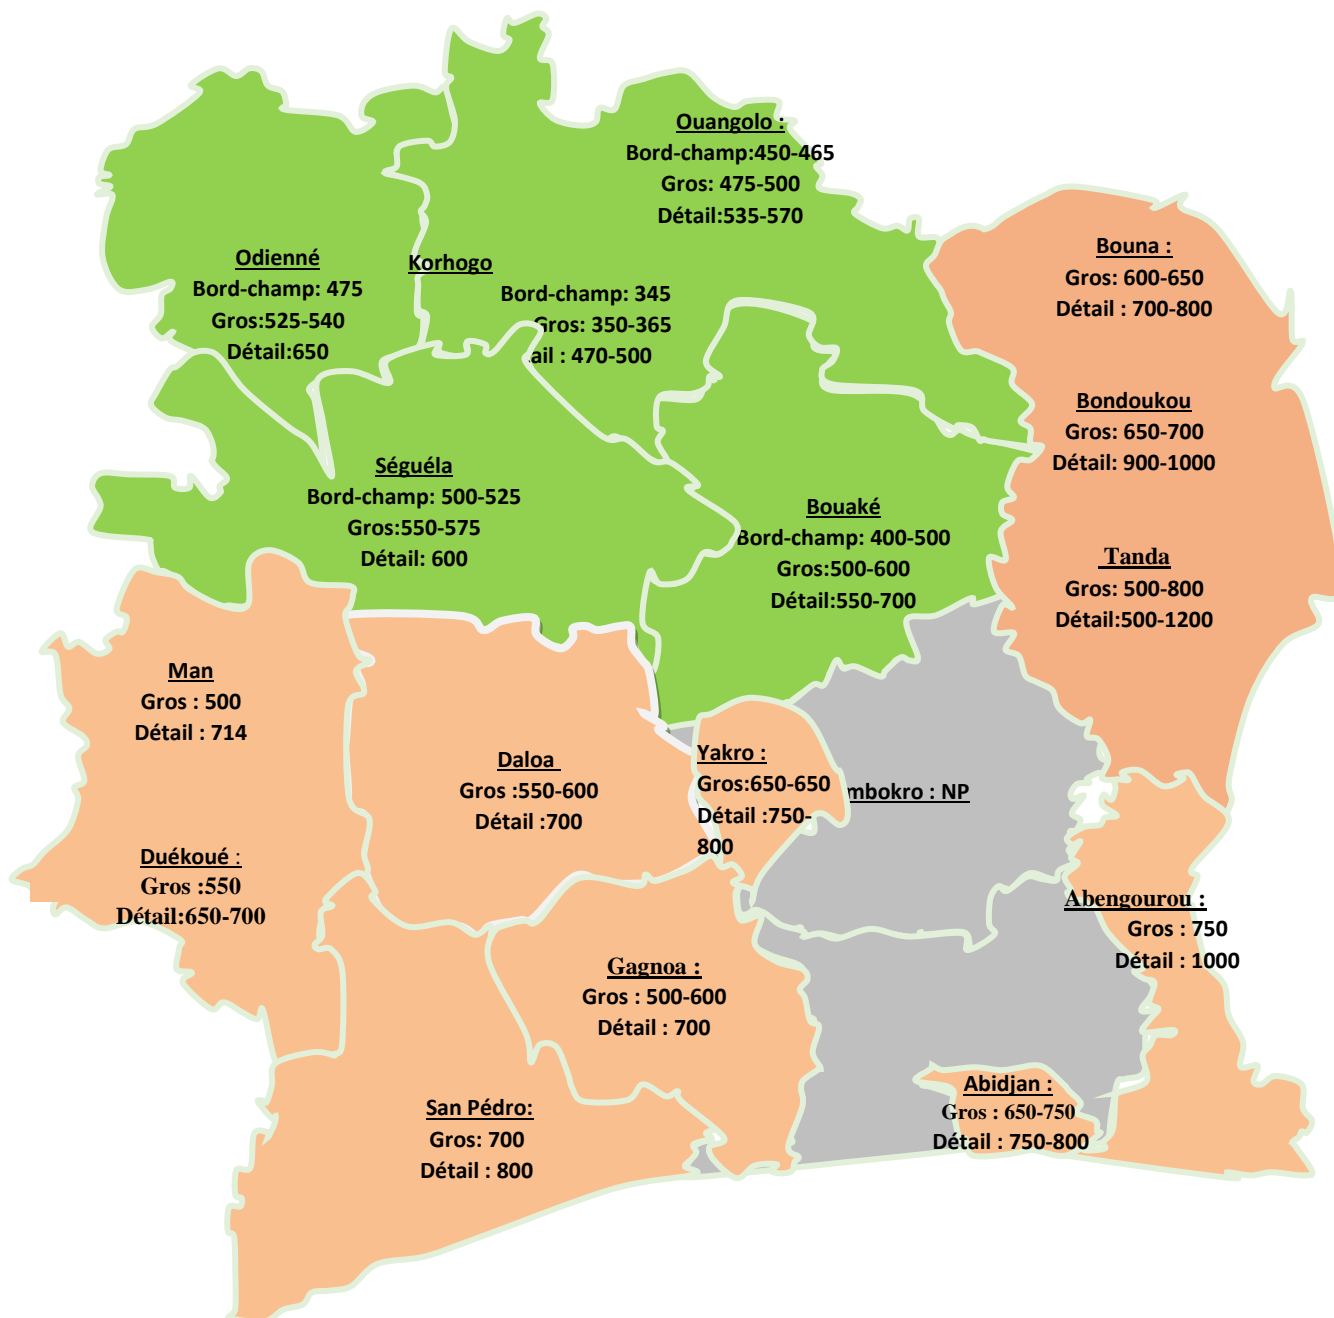 Ouangolo :
Bord-champ:450-465
Gros: 475-500
Détail:535-570
Odienné
Bord-champ: 475
Gros:525-540
Détail:650
Korhogo
Bord-champ: 345
Gros: 350-365
ail : 470-500
Bouna :
Gros: 600-650
Détail : 700-800
Bondoukou
Gros: 650-700
Détail: 900-1000
Séguéla
Bord-champ: 500-525
Gros:550-575
Détail: 600
Bouaké
Bord-champ: 400-500
Gros:500-600
Détail:550-700
Tanda
Gros: 500-800
Détail:500-1200
Man
Gros : 500
Détail : 714
Daloa
Gros :550-600
Détail :700
Yakro :
Gros:650-650
Détail :750-
800
mbokro : NP
Duékoué :
Gros :550
Détail:650-700
Abengourou :
Gros : 750
Détail : 1000
Gagnoa :
Gros : 500-600
Détail : 700
San Pédro:
Gros: 700
Détail : 800
Abidjan :
Gros : 650-750
Détail : 750-800